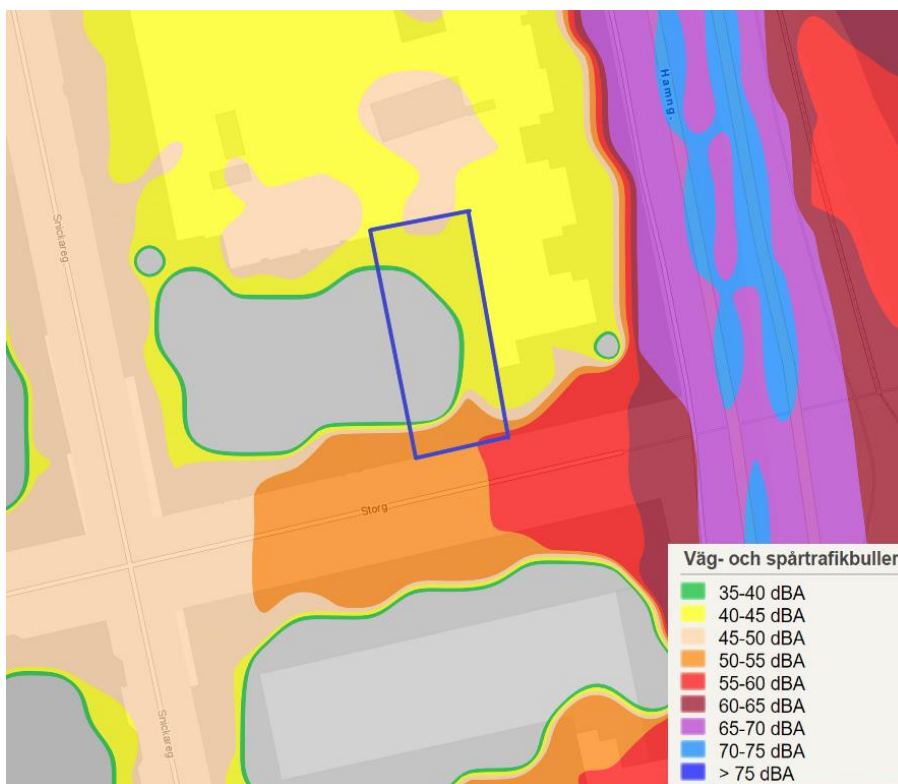 Hamng.
Snickareg
Storg
Snickareg
Väg- och spårtrafikbuller
35-40 dBA
40-45 dBA
45-50 dBA
50-55 dBA
55-60 dBA
60-65 dBA
65-70 dBA
70-75 dBA
> 75 dBA